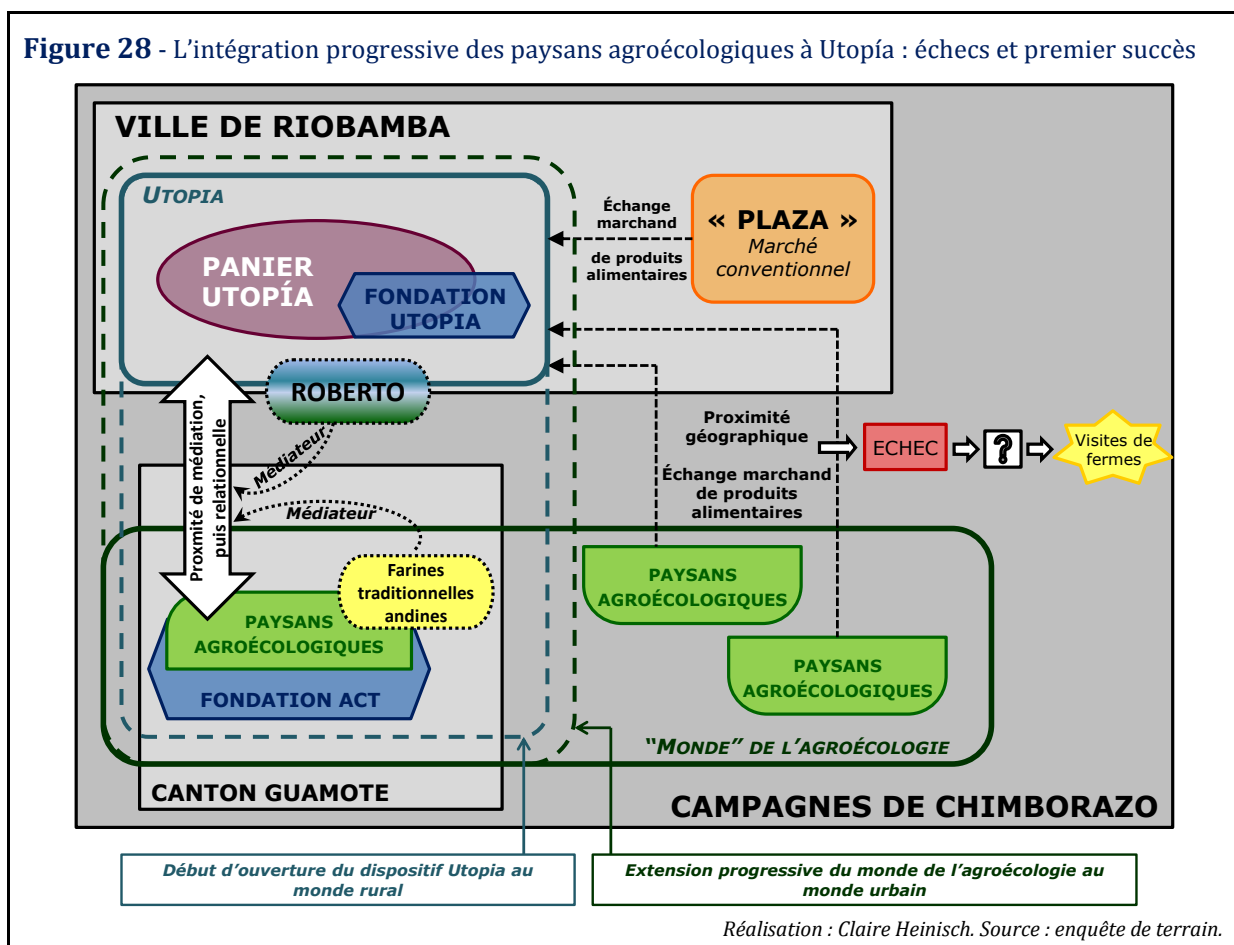 Figure 28 - L'intégration progressive des paysans agroécologiques à Utopía : échecs et premier succès
VILLE DE RIOBAMBA
UTOPIA
PANIER
UTOPÍA
FONDATION
UTOPIA
Échange
marchand
de produits
alimentaires
« PLAZA »
Marché
conventionnel
ROBERTO
Proximité de médiation,
puis relationnelle
Médiateur
Médiateur
Proximité
géographique
Échange marchand
de produits
alimentaires
ECHEC
?
Visites de
fermes
Farines
traditionnelles
andines
PAYSANS
AGROÉCOLOGIQUES
FONDATION ACT
PAYSANS
AGROÉCOLOGIQUES
PAYSANS
AGROÉCOLOGIQUES
"MONDE" DE L'AGROÉCOLOGIE
CANTON GUAMOTE
CAMPAGNES DE CHIMBORAZO
Début d'ouverture du dispositif Utopia au
monde rural
Extension progressive du monde de l'agroécologie au
monde urbain
Réalisation : Claire Heinisch. Source : enquête de terrain.